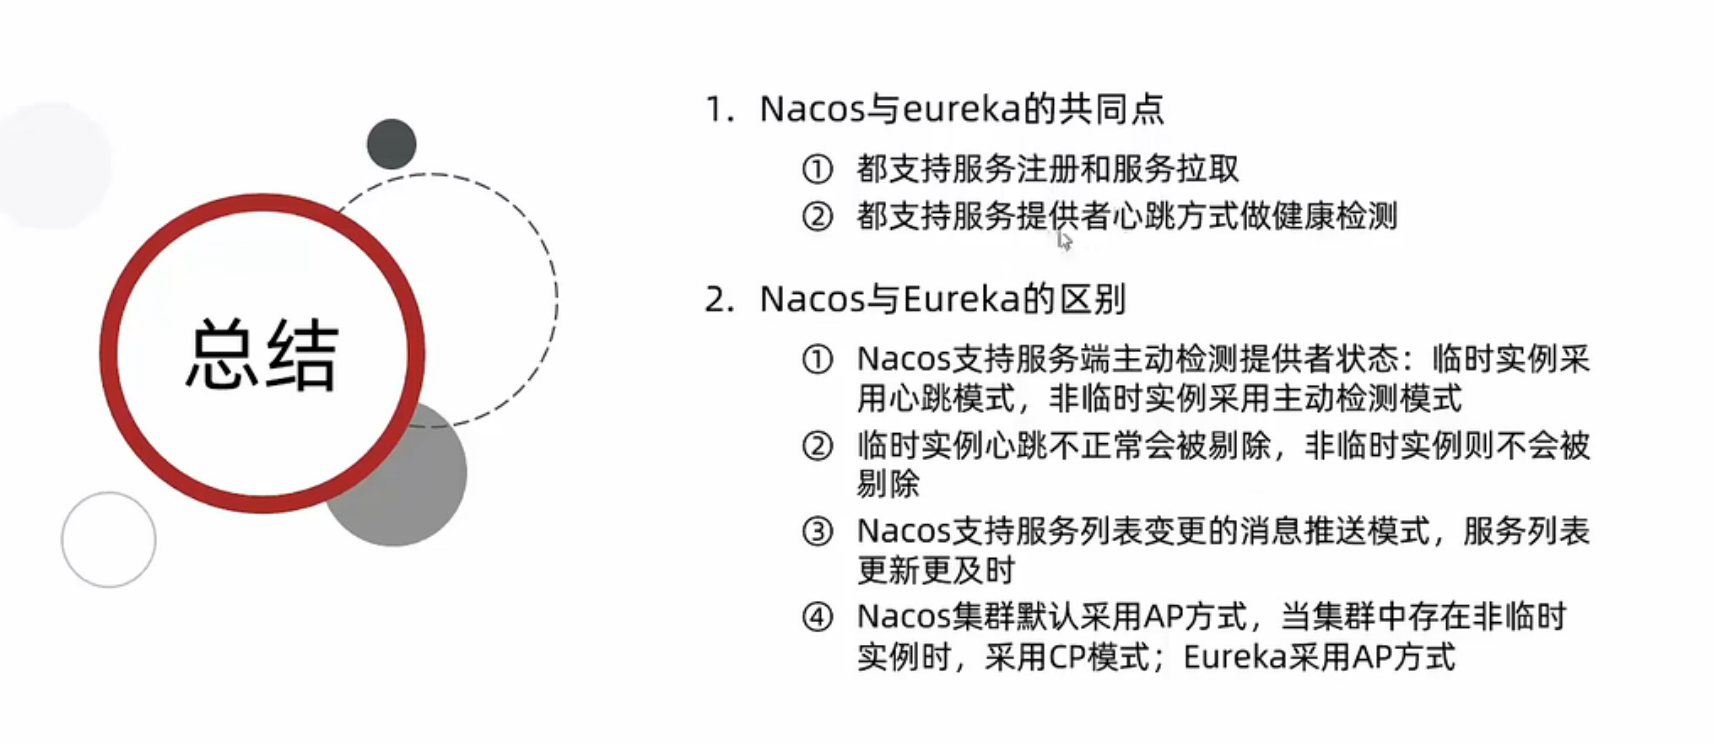 总结
1. Nacos与eureka的共同点
① 都支持服务注册和服务拉取
② 都支持服务提供者心跳方式做健康检测
2. Nacos与Eureka的区别
① Nacos支持服务端主动检测提供者状态：临时实例采
用心跳模式，非临时实例采用主动检测模式
② 临时实例心跳不正常会被剔除，非临时实例则不会被
剔除
③ Nacos支持服务列表变更的消息推送模式，服务列表
更新更及时
④ Nacos集群默认采用AP方式，当集群中存在非临时
实例时，采用CP模式；Eureka采用AP方式